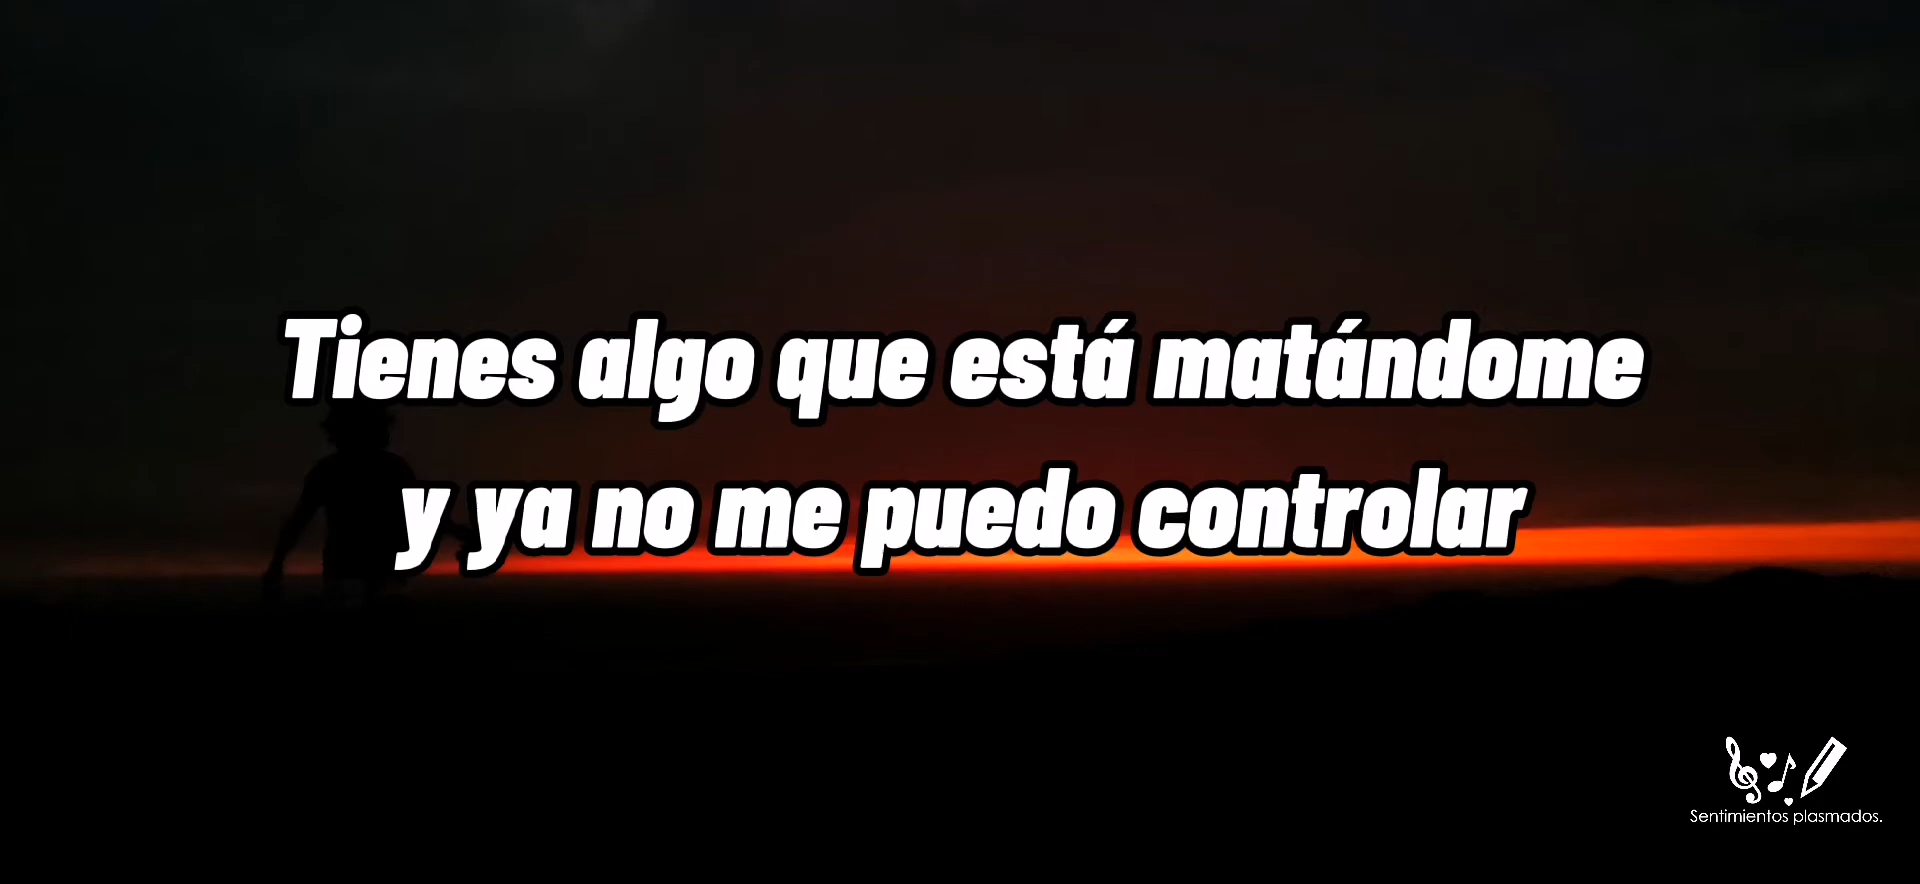 Tienes algo que está matándome
y ya no me puedo controlar
Sentimientos plasmados.